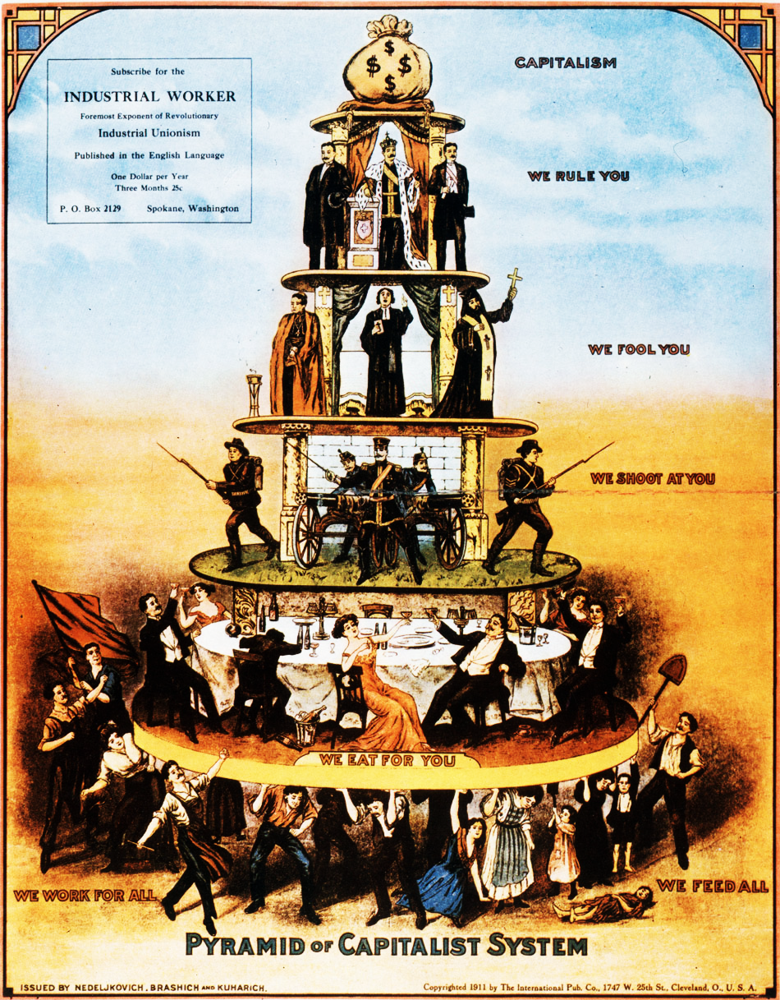 Subscribe for the
INDUSTRIAL WORKER
Foremost Exponent of Revolutionary
Industrial Unionism
Published in the English Language
One Dollar per Year
Three Months 25c
P. O. Box 2129 Spokane, Washington
CAPITALISM
WE RULE YOU
WE FOOL YOU
WE SHOOT AT YOU
WE EAT FOR YOU
WE WORK FOR ALL
WE FEED ALL
PYRAMID OF CAPITALIST SYSTEM
ISSUED BY NEDELJKOVICH, BRASHICH AND KUHARICH.
Copyrighted 1911 by The International Pub. Co., 1747 W. 25th St., Cleveland, O., U. S. A.